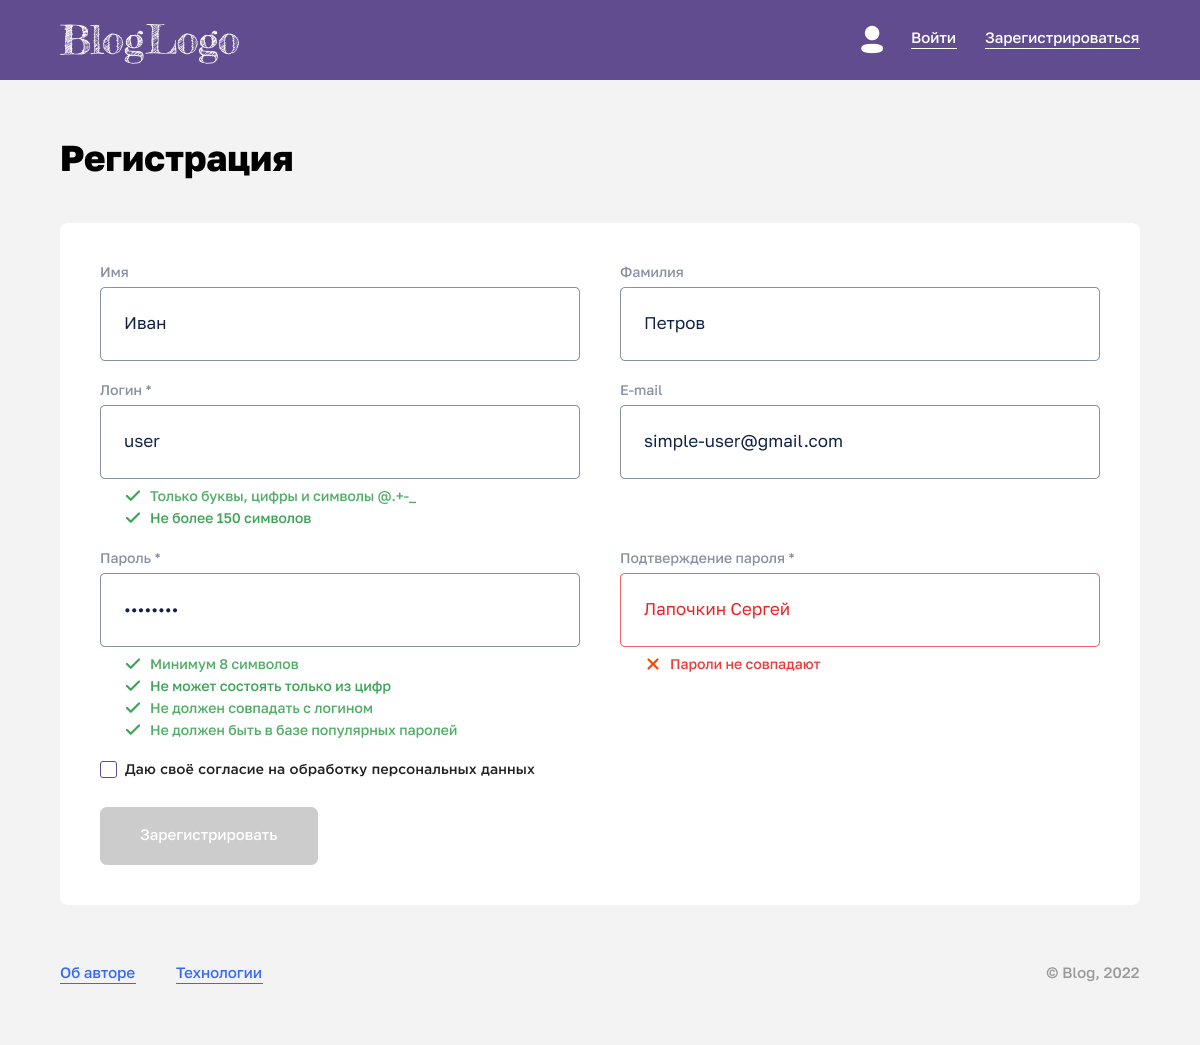 BlogLogo
Войти
Зарегистрироваться
Регистрация
Имя
Фамилия
Иван
Петров
Логин *
E-mail
user
simple-user@gmail.com
Только буквы, цифры и символы @.+-_
Не более 150 символов
Пароль *
Подтверждение пароля *
••••••••
Лапочкин Сергей
Минимум 8 символов
Пароли не совпадают
Не может состоять только из цифр
Не должен совпадать с логином
Не должен быть в базе популярных паролей
Даю своё согласие на обработку персональных данных
Зарегистрировать
Об авторе
Технологии
© Blog, 2022